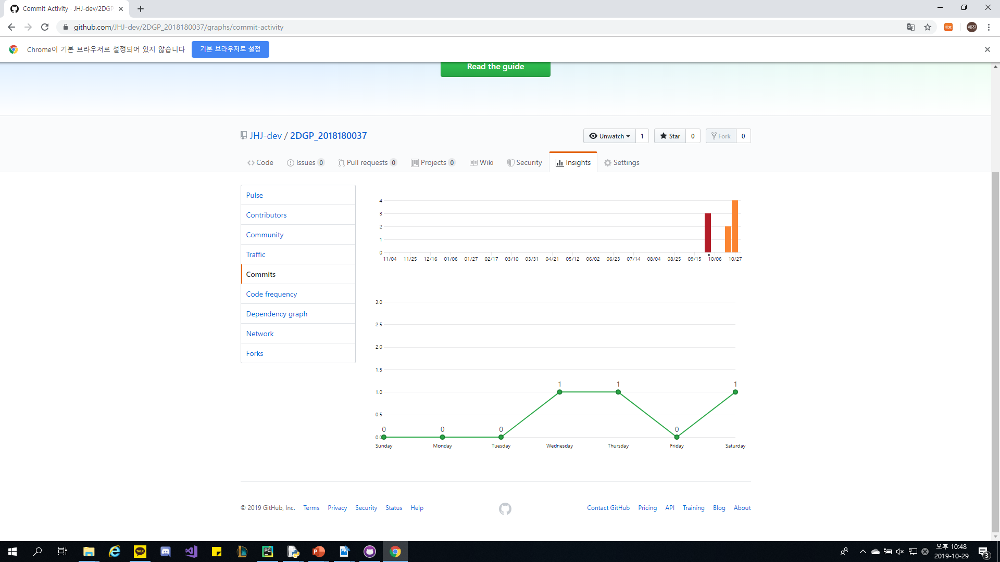 Commit Activity · JHJ-dev/2DGP
github.com/JHJ-dev/2DGP_2018180037/graphs/commit-activity
혜진
Chrome이 기본 브라우저로 설정되어 있지 않습니다 기본 브라우저로 설정
Read the guide
JHJ-dev / 2DGP_2018180037
Unwatch 1 Star 0 Fork 0
Code Issues 0 Pull requests 0 Projects 0 Wiki Security Insights Settings
Pulse
Contributors
Community
Traffic
Commits
Code frequency
Dependency graph
Network
Forks
4
3
2
1
0
11/04 11/25 12/16 01/06 01/27 02/17 03/10 03/31 04/21 05/12 06/02 06/23 07/14 08/04 08/25 09/15 10/06 10/27
3.0
2.5
2.0
1.5
1 1 1
1.0
0.5
0 0 0 0
0.0
Sunday Monday Tuesday Wednesday Thursday Friday Saturday
© 2019 GitHub, Inc. Terms Privacy Security Status Help
Contact GitHub Pricing API Training Blog About
TALK
PC
P
오후 10:48
2019-10-29
3